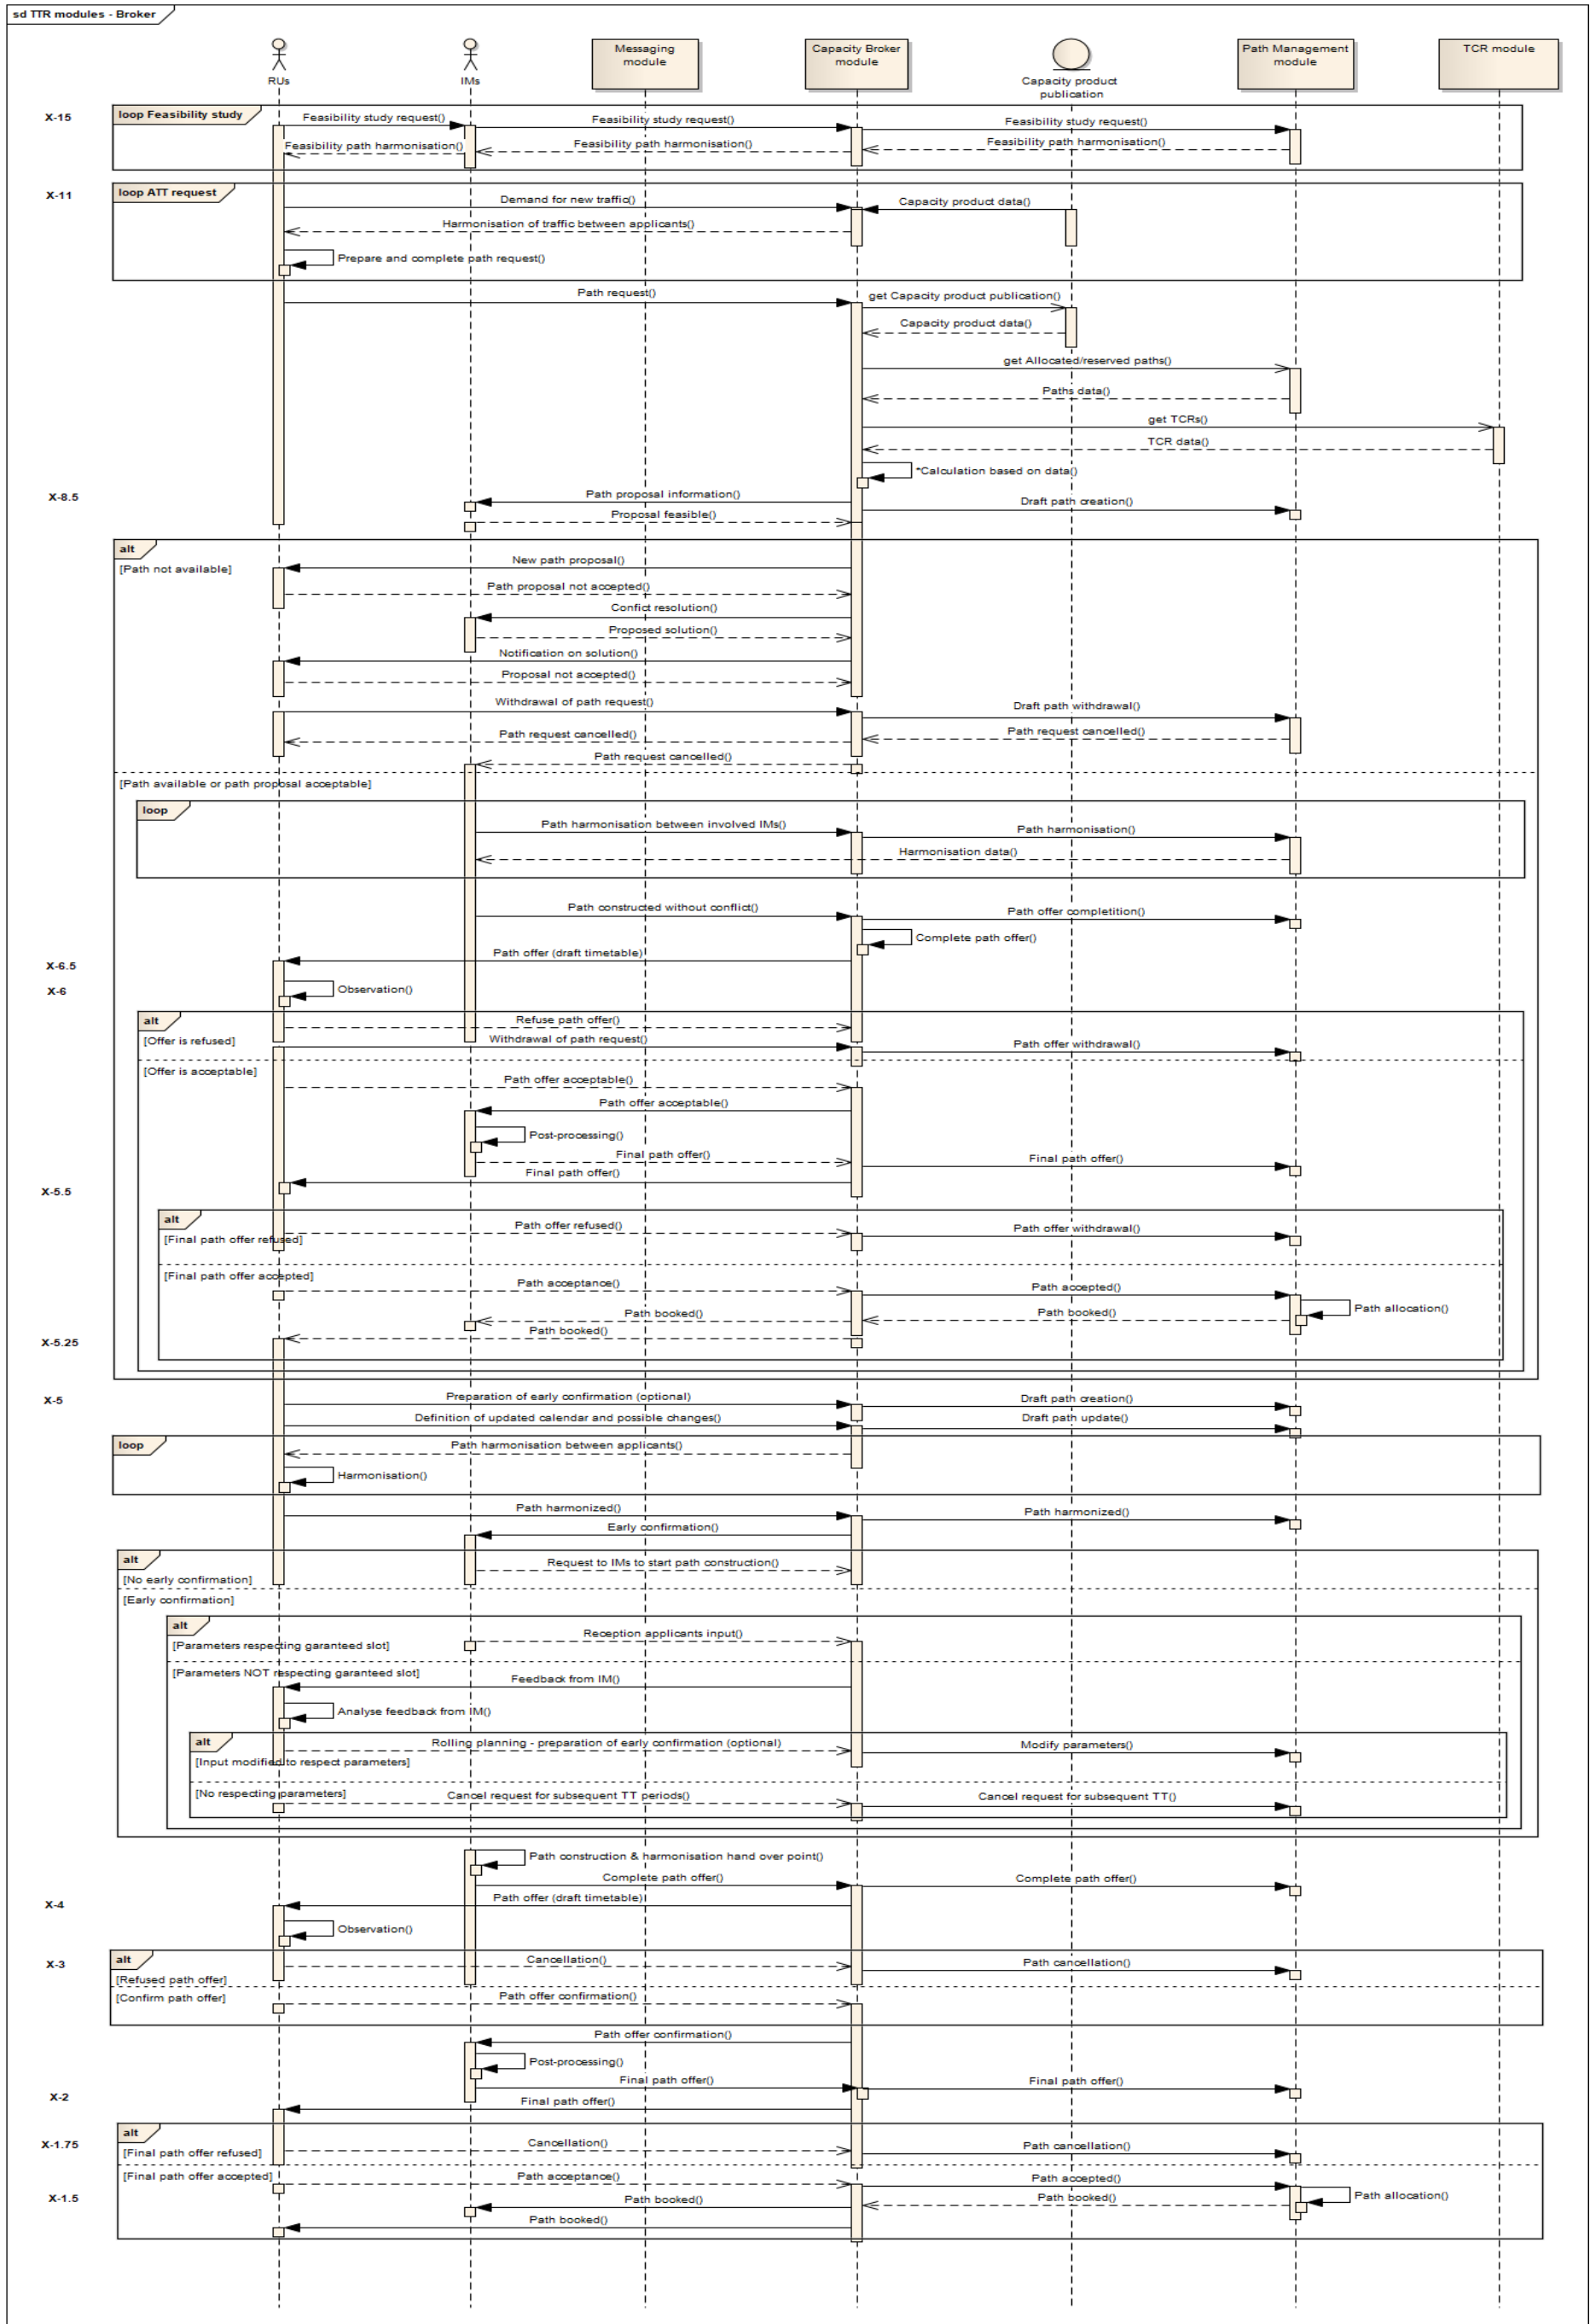 sd TTR modules - Broker
RUs
IMs
Messaging
module
Capacity Broker
module
Capacity product
publication
Path Management
module
TCR module
X-15
loop Feasibility study
Feasibility study request()
Feasibility study request()
Feasibility study request()
Feasibility path harmonisation()
Feasibility path harmonisation()
Feasibility path harmonisation()
X-11
loop ATT request
Demand for new traffic()
Capacity product data()
Harmonisation of traffic between applicants()
Prepare and complete path request()
Path request()
get Capacity product publication()
Capacity product data()
get Allocated/reserved paths()
Paths data()
get TCRs()
TCR data()
*Calculation based on data()
X-8.5
Path proposal information()
Draft path creation()
Proposal feasible()
alt
[Path not available]
New path proposal()
Path proposal not accepted()
Confict resolution()
Proposed solution()
Notification on solution()
Proposal not accepted()
Withdrawal of path request()
Draft path withdrawal()
Path request cancelled()
Path request cancelled()
Path request cancelled()
[Path available or path proposal acceptable]
loop
Path harmonisation between involved IMs()
Path harmonisation()
Harmonisation data()
Path constructed without conflict()
Path offer completition()
Complete path offer()
Path offer (draft timetable)
X-6.5
X-6
Observation()
alt
[Offer is refused]
Refuse path offer()
Withdrawal of path request()
Path offer withdrawal()
[Offer is acceptable]
Path offer acceptable()
Path offer acceptable()
Post-processing()
Final path offer()
Final path offer()
Final path offer()
X-5.5
alt
[Final path offer refused]
Path offer refused()
Path offer withdrawal()
[Final path offer accepted]
Path acceptance()
Path accepted()
Path allocation()
Path booked()
Path booked()
Path booked()
X-5.25
X-5
Preparation of early confirmation (optional)
Draft path creation()
Definition of updated calendar and possible changes()
Draft path update()
loop
Path harmonisation between applicants()
Harmonisation()
Path harmonized()
Path harmonized()
Early confirmation()
alt
[No early confirmation]
Request to IMs to start path construction()
[Early confirmation]
alt
[Parameters respecting garanteed slot]
Reception applicants input()
[Parameters NOT respecting garanteed slot]
Feedback from IM()
Analyse feedback from IM()
alt
[Input modified to respect parameters]
Rolling planning - preparation of early confirmation (optional)
Modify parameters()
[No respecting parameters]
Cancel request for subsequent TT periods()
Cancel request for subsequent TT()
Path construction & harmonisation hand over point()
Complete path offer()
Complete path offer()
X-4
Path offer (draft timetable)
Observation()
X-3
alt
[Refused path offer]
Cancellation()
Path cancellation()
[Confirm path offer]
Path offer confirmation()
Path offer confirmation()
Post-processing()
Final path offer()
Final path offer()
X-2
Final path offer()
alt
X-1.75
[Final path offer refused]
Cancellation()
Path cancellation()
[Final path offer accepted]
Path acceptance()
Path accepted()
Path allocation()
X-1.5
Path booked()
Path booked()
Path booked()